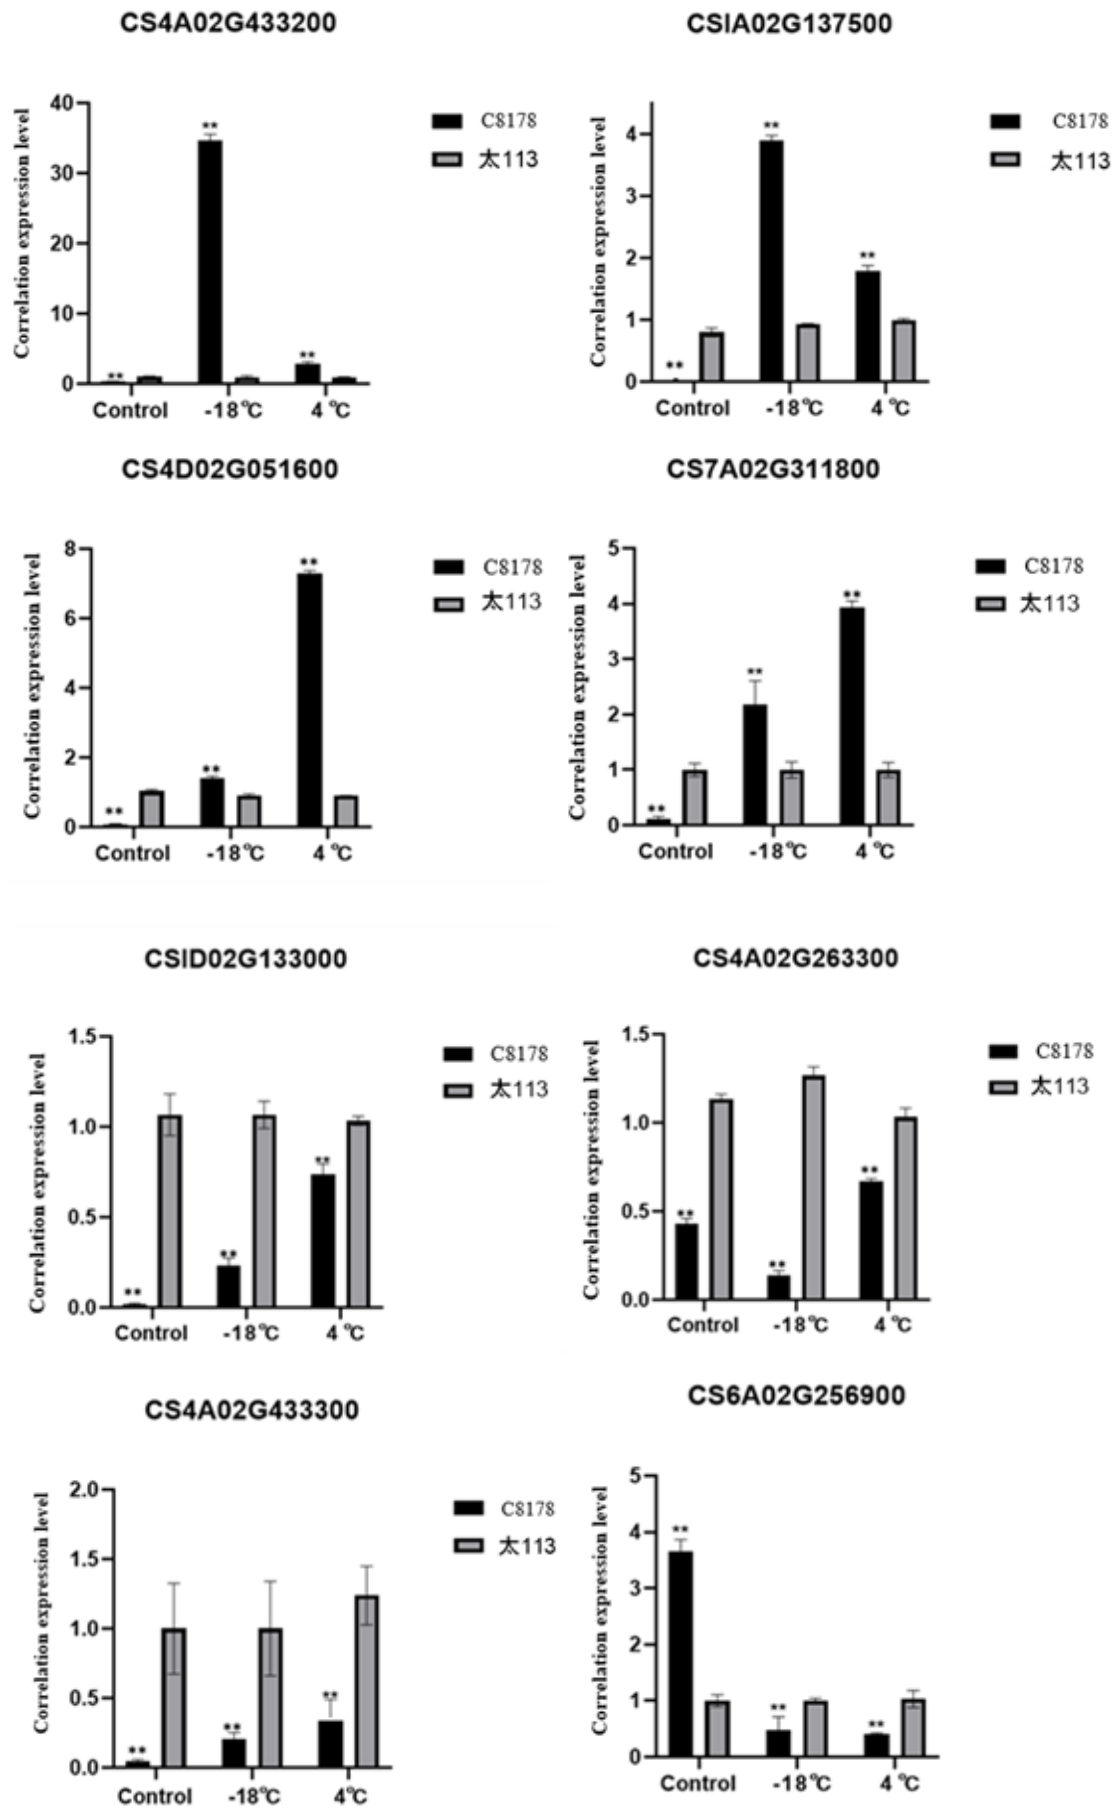 CS4A02G433200
Correlation expression level
40
30
20
10
0
**
**
**
Control
-18℃
4℃
C8178
太113
CSIA02G137500
Correlation expression level
4
3
2
1
0
**
**
**
Control
-18℃
4℃
C8178
太113
CS4D02G051600
Correlation expression level
8
6
4
2
0
**
**
**
Control
-18℃
4℃
C8178
太113
CS7A02G311800
Correlation expression level
5
4
3
2
1
0
**
**
**
Control
-18℃
4℃
C8178
太113
CSID02G133000
Correlation expression level
1.5
1.0
0.5
0.0
**
**
**
Control
-18℃
4℃
C8178
太113
CS4A02G263300
Correlation expression level
1.5
1.0
0.5
0.0
**
**
**
Control
-18℃
4℃
C8178
太113
CS4A02G433300
Correlation expression level
2.0
1.5
1.0
0.5
0.0
**
**
**
Control
-18℃
4℃
C8178
太113
CS6A02G256900
Correlation expression level
5
4
3
2
1
0
**
**
**
Control
-18℃
4℃